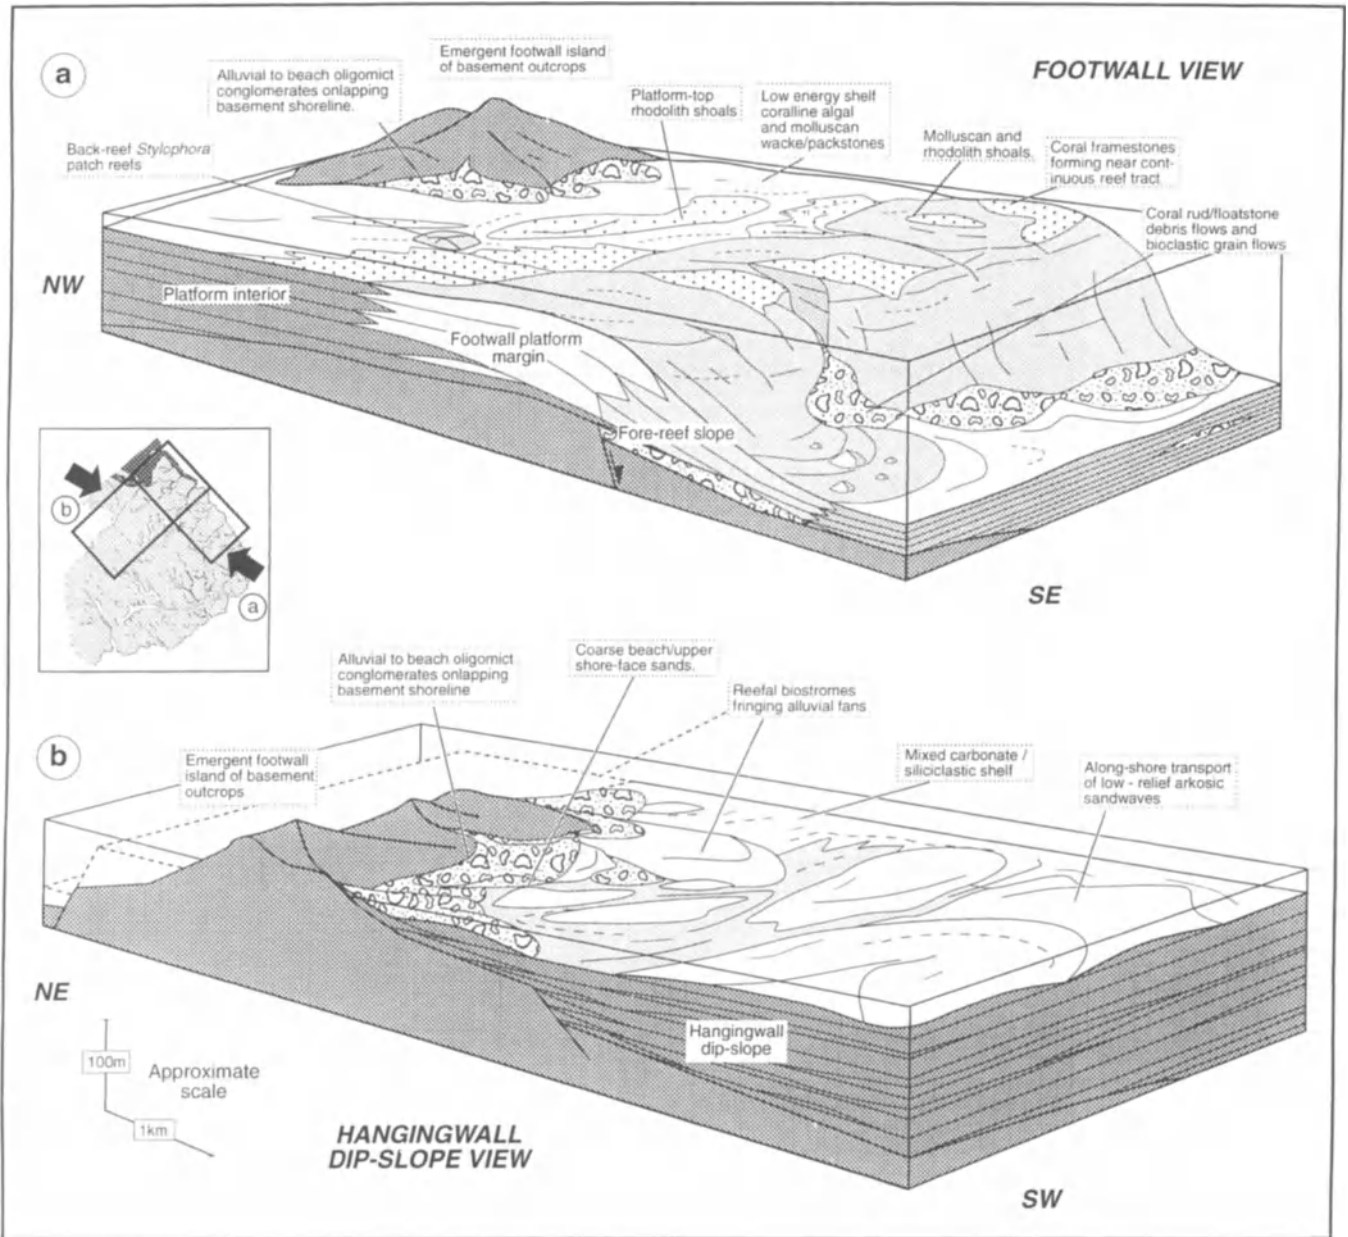 a
Emergent footwall island
of basement outcrops
FOOTWALL VIEW
Alluvial to beach oligomict
conglomerates onlapping
basement shoreline.
Platform-top
rhodolith shoals
Low energy shelf
coralline algal
and molluscan
wacke/packstones
Molluscan and
rhodolith shoals
Coral framestones
forming near cont-
inuous reef tract
Back-reef Stylophora
patch reefs
Coral rud/floatstone
debris flows and
bioclastic grain flows
NW
Platform interior
Footwall platform
margin
Fore-reef slope
SE
b
a
Alluvial to beach oligomict
conglomerates onlapping
basement shoreline
Coarse beach/upper
shore-face sands.
Reefal biostromes
fringing alluvial fans
b
Emergent footwall
island of basement
outcrops
Mixed carbonate /
siliciclastic shelf
Along-shore transport
of low - relief arkosic
sandwaves
NE
Hangingwall
dip-slope
100m
Approximate
scale
1km
HANGINGWALL
DIP-SLOPE VIEW
SW